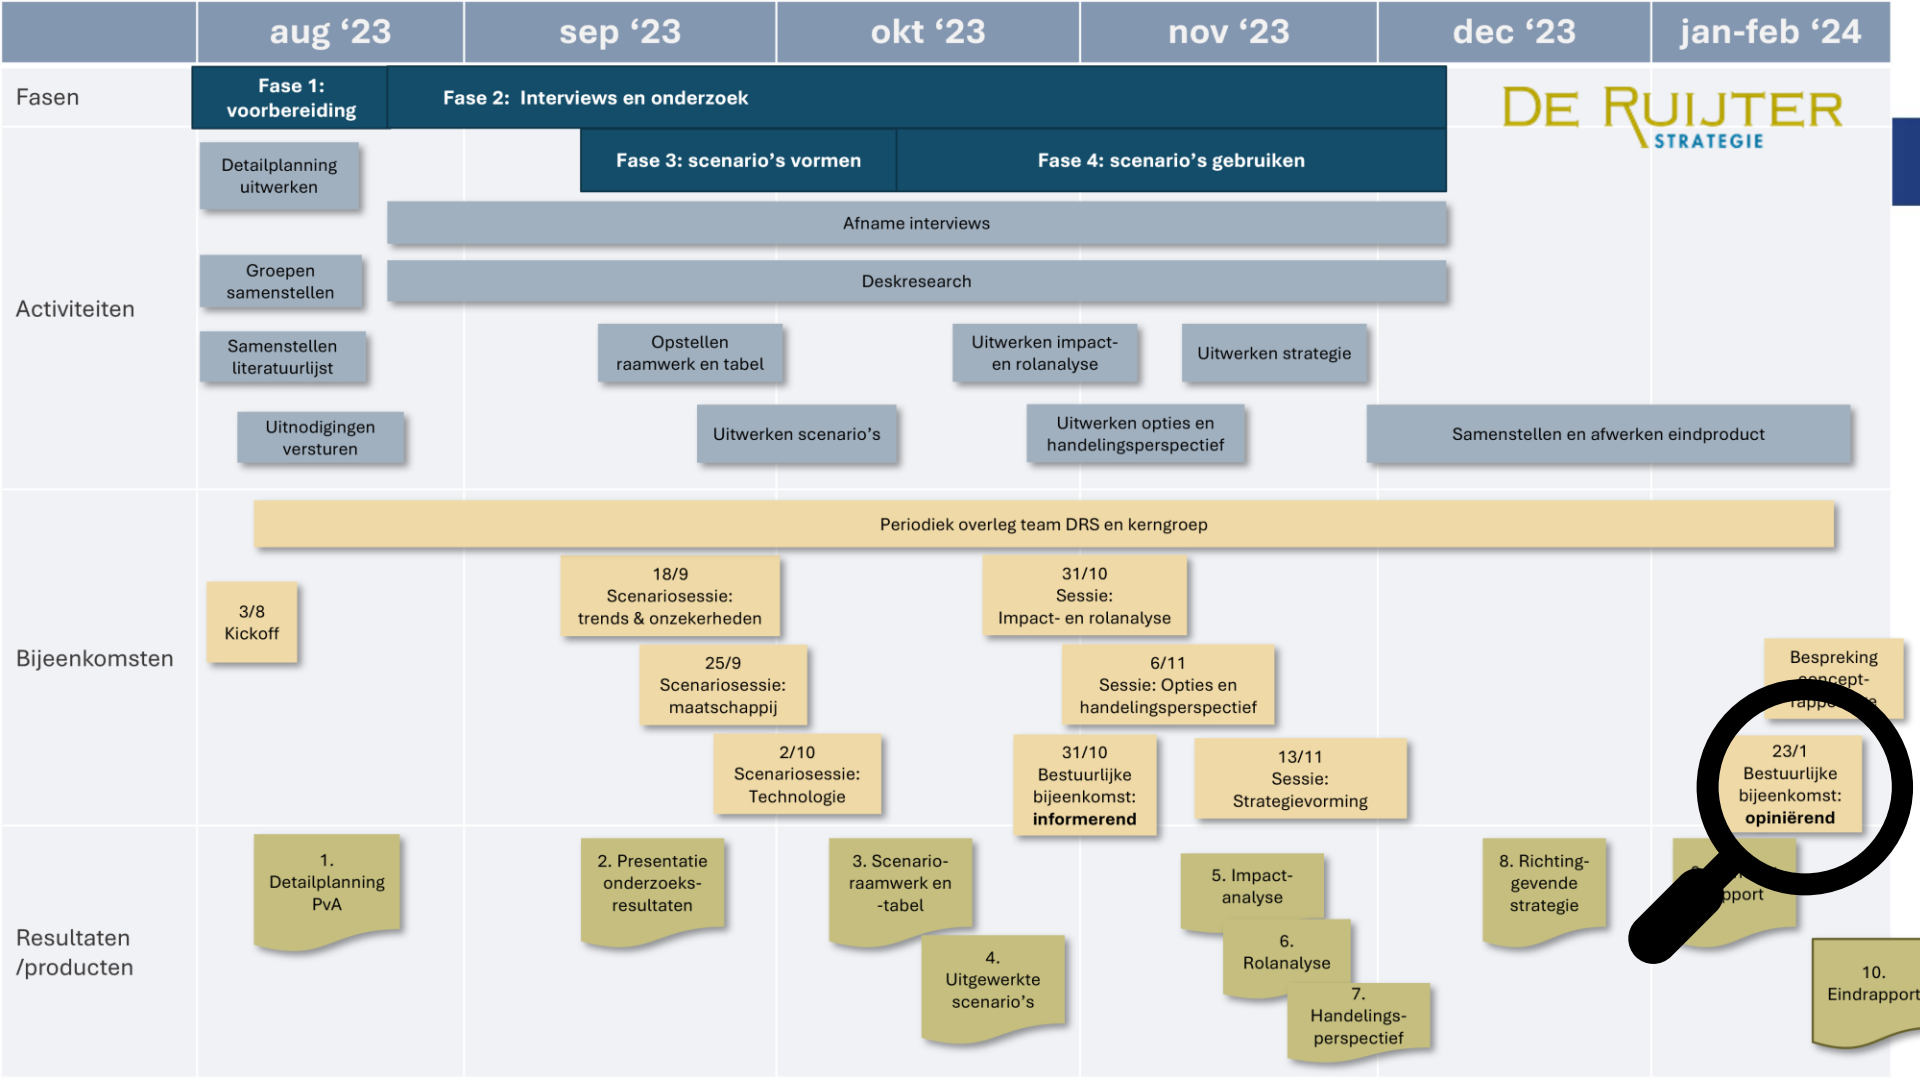 aug ‘23
sep ‘23
okt ‘23
nov ‘23
dec ‘23
jan-feb ‘24
Fasen
Fase 1:
voorbereiding
Fase 2: Interviews en onderzoek
DE RUIJTER
STRATEGIE
Fase 3: scenario’s vormen
Fase 4: scenario’s gebruiken
Activiteiten
Detailplanning
uitwerken
Afname interviews
Groepen
samenstellen
Deskresearch
Samenstellen
literatuurlijst
Opstellen
raamwerk en tabel
Uitwerken impact-
en rolanalyse
Uitwerken strategie
Uitnodigingen
versturen
Uitwerken scenario’s
Uitwerken opties en
handelingsperspectief
Samenstellen en afwerken eindproduct
Bijeenkomsten
Periodiek overleg team DRS en kerngroep
3/8
Kickoff
18/9
Scenariosessie:
trends & onzekerheden
31/10
Sessie:
Impact- en rolanalyse
25/9
Scenariosessie:
maatschappij
6/11
Sessie: Opties en
handelingsperspectief
Bespreking
concept-
2/10
Scenariosessie:
Technologie
31/10
Bestuurlijke
bijeenkomst:
informerend
13/11
Sessie:
Strategievorming
23/1
Bestuurlijke
bijeenkomst:
opiniërend
Resultaten
/producten
1.
Detailplanning
PvA
2. Presentatie
onderzoeks-
resultaten
3. Scenario-
raamwerk en
-tabel
4.
Uitgewerkte
scenario’s
5. Impact-
analyse
6.
Rolanalyse
7.
Handelings-
perspectief
8. Richting-
gevende
strategie
10.
Eindrapport